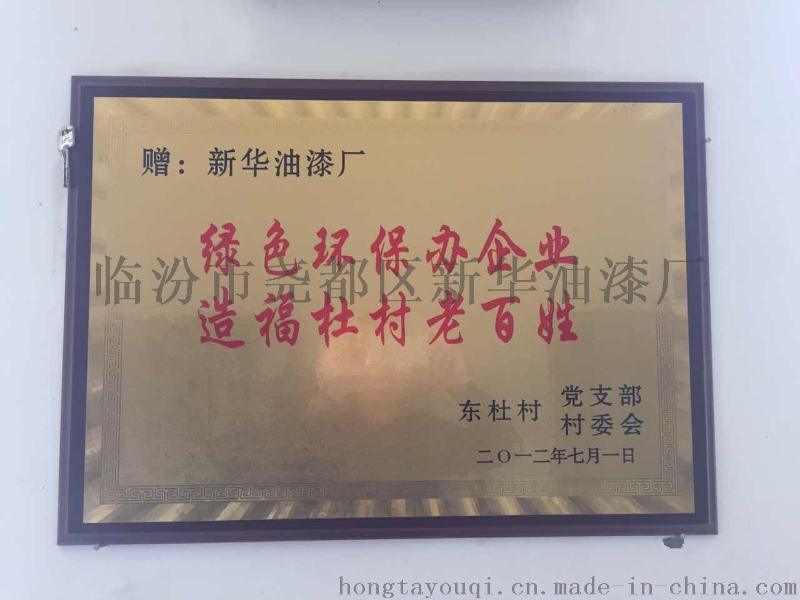 赠：新华油漆厂
绿色环保办企业
临汾市尧都区新华油漆厂
造福杜村老百姓
东杜村 党支部
村委会
二〇一二年七月一日
hongtayouqi.cn.made-in-china.com